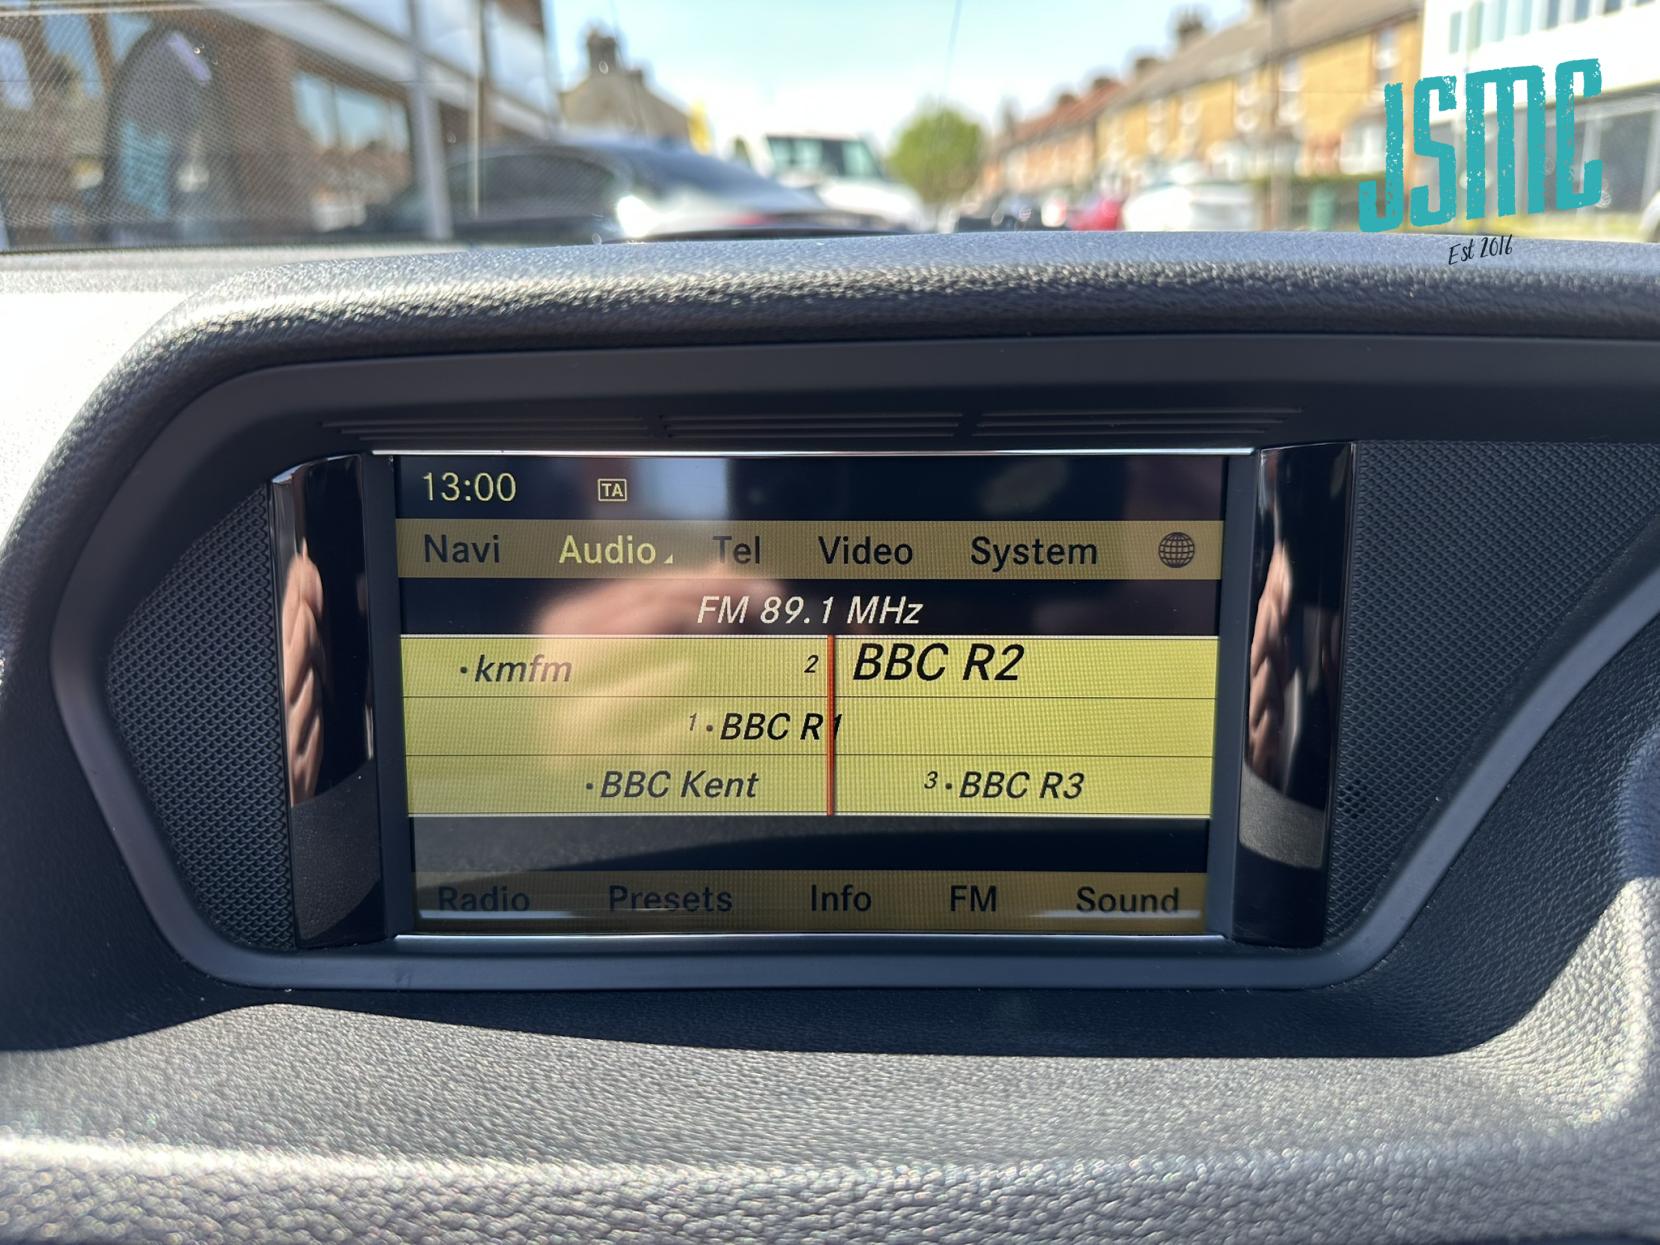 JSMC
Est 2016
13:00 TA
Navi Audio Tel Video System
FM 89.1 MHz
·kmfm 2 BBC R2
1·BBC R1
·BBC Kent 3·BBC R3
Radio Presets Info FM Sound